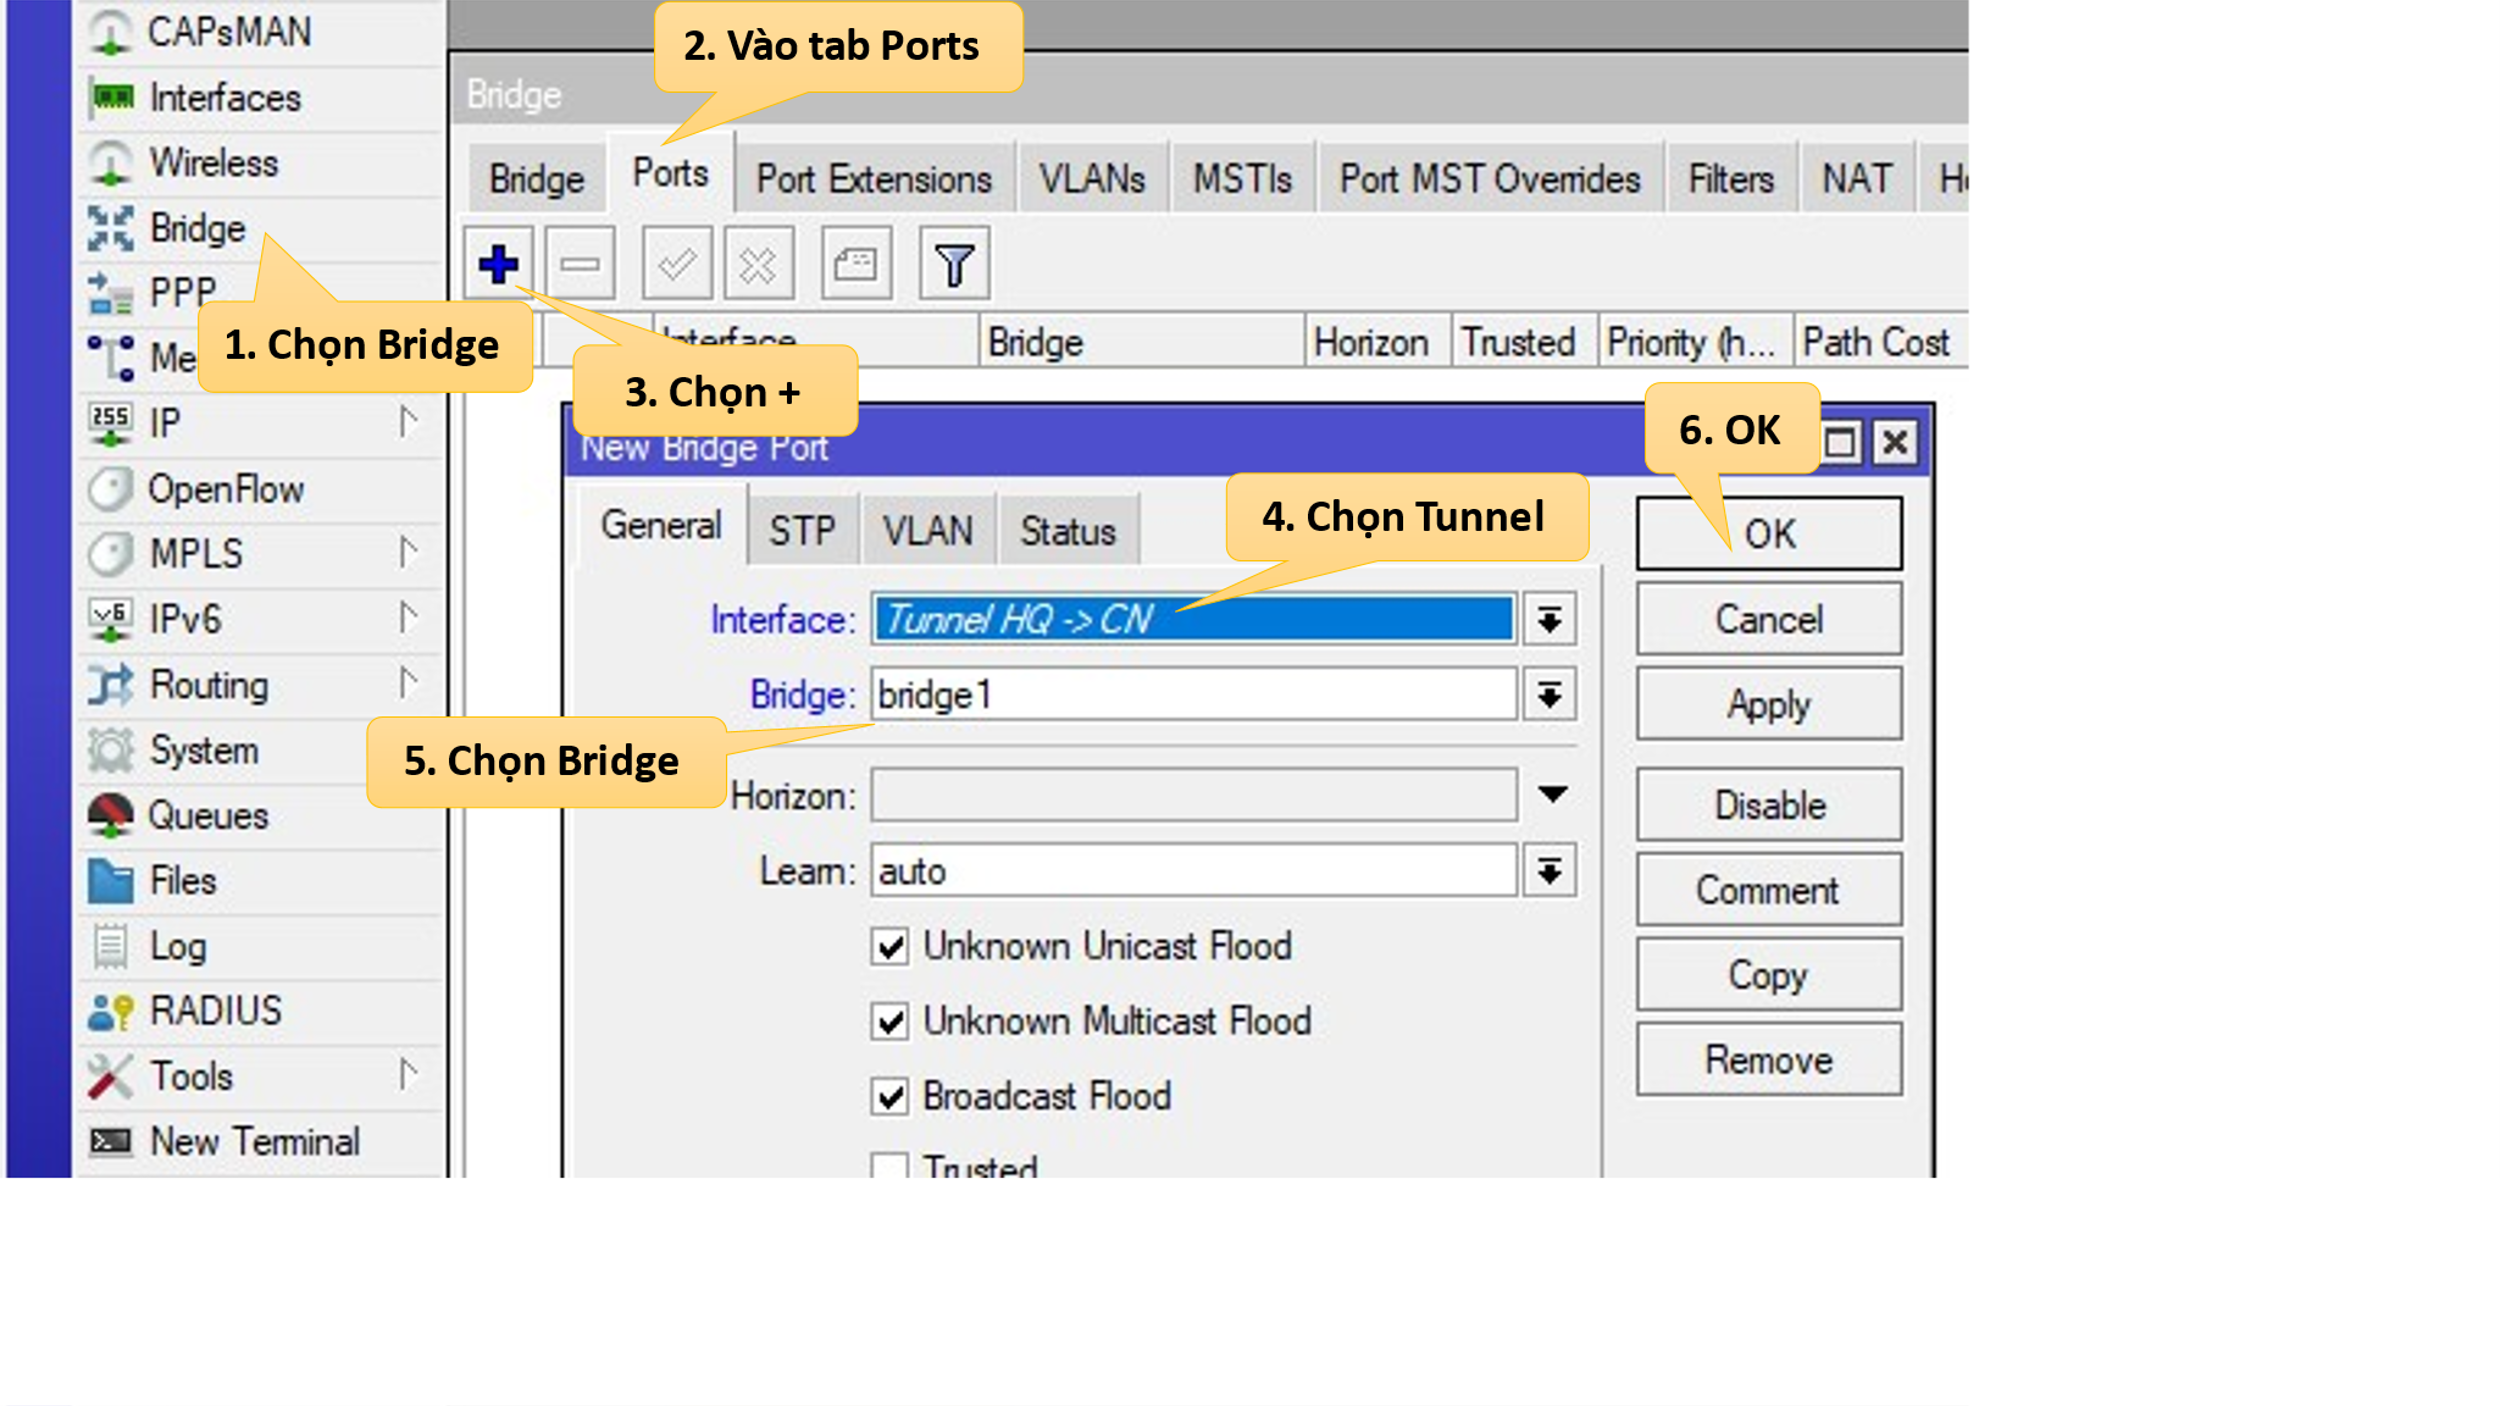 CAPsMAN
Interfaces
Wireless
Bridge
PPP
Me
IP
OpenFlow
MPLS
IPv6
Routing
System
Queues
Files
Log
RADIUS
Tools
New Terminal
1. Chọn Bridge
2. Vào tab Ports
Bridge
Bridge Ports Port Extensions VLANs MSTIs Port MST Overrides Filters NAT
Interface Bridge Horizon Trusted Priority (h... Path Cost
3. Chọn +
New Bridge Port
6. OK
General STP VLAN Status
4. Chọn Tunnel
Interface: Tunnel HQ -> CN
Bridge: bridge1
5. Chọn Bridge
Horizon:
Learn: auto
Unknown Unicast Flood
Unknown Multicast Flood
Broadcast Flood
Trusted
OK
Cancel
Apply
Disable
Comment
Copy
Remove